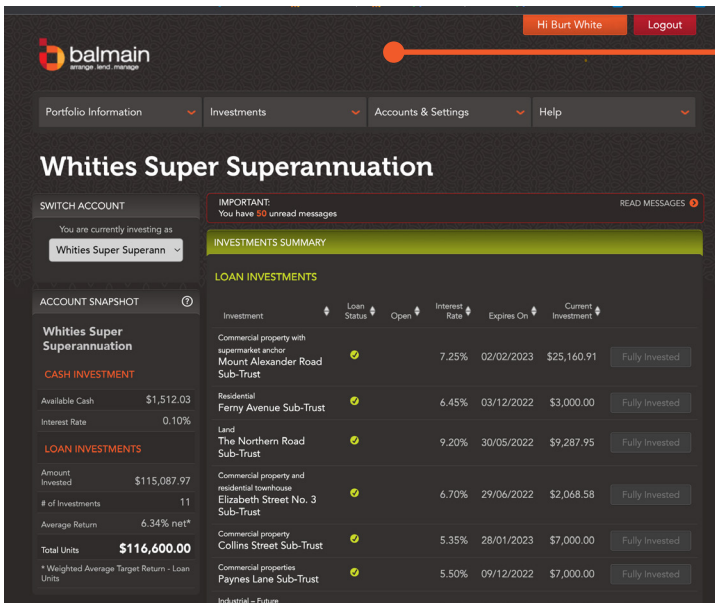 Hi Burt White
Logout
balmain
arrange.lend.manage
Portfolio Information
Investments
Accounts & Settings
Help
Whities Super Superannuation
SWITCH ACCOUNT
You are currently investing as
Whities Super Superann
ACCOUNT SNAPSHOT
?
Whities Super
Superannuation
CASH INVESTMENT
Available Cash $1,512.03
Interest Rate 0.10%
LOAN INVESTMENTS
Amount
Invested $115,087.97
# of Investments 11
Average Return 6.34% net*
Total Units $116,600.00
* Weighted Average Target Return - Loan
Units
IMPORTANT:
You have 50 unread messages
READ MESSAGES
INVESTMENTS SUMMARY
LOAN INVESTMENTS
Investment Loan Status Open Interest Rate Expires On Current Investment
Commercial property with
supermarket anchor
Mount Alexander Road
Sub-Trust
7.25% 02/02/2023 $25,160.91 Fully Invested
Residential
Ferny Avenue Sub-Trust
6.45% 03/12/2022 $3,000.00 Fully Invested
Land
The Northern Road
Sub-Trust
9.20% 30/05/2022 $9,287.95 Fully Invested
Commercial property and
residential townhouse
Elizabeth Street No. 3
Sub-Trust
6.70% 29/06/2022 $2,068.58 Fully Invested
Commercial property
Collins Street Sub-Trust
5.35% 28/01/2023 $7,000.00 Fully Invested
Commercial properties
Paynes Lane Sub-Trust
5.50% 09/12/2022 $7,000.00 Fully Invested
Industrial – Future